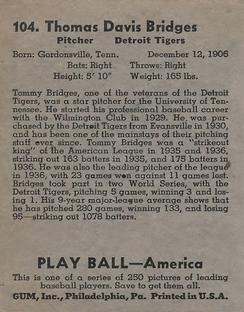 104. Thomas Davis Bridges
Pitcher Detroit Tigers
Born: Gordonsville, Tenn. December 12, 1906
Bats: Right Throws: Right
Height: 5' 10" Weight: 165 lbs.
Tommy Bridges, one of the veterans of the Detroit
Tigers, was a star pitcher for the University of Ten-
nessee. He started his professional baseball career
with the Wilmington Club in 1929. He was pur-
chased by the Detroit Tigers from Evansville in 1930,
and has been one of the mainstays of their pitching
staff ever since. Tommy Bridges was a "strikeout
king" of the American League in 1935 and 1936,
striking out 163 batters in 1935, and 175 batters in
1936. He was also the leading pitcher of the league
in 1936, with 23 games won against 11 games lost.
Bridges took part in two World Series, with the
Detroit Tigers, pitching 5 games, winning 3 and los-
ing 1. His 9-year major-league average shows that
he has pitched 280 games, winning 133, and losing
95—striking out 1078 batters.
PLAY BALL—America
This is one of a series of 250 pictures of leading
baseball players. Save to get them all.
GUM, Inc., Philadelphia, Pa. Printed in U.S.A.